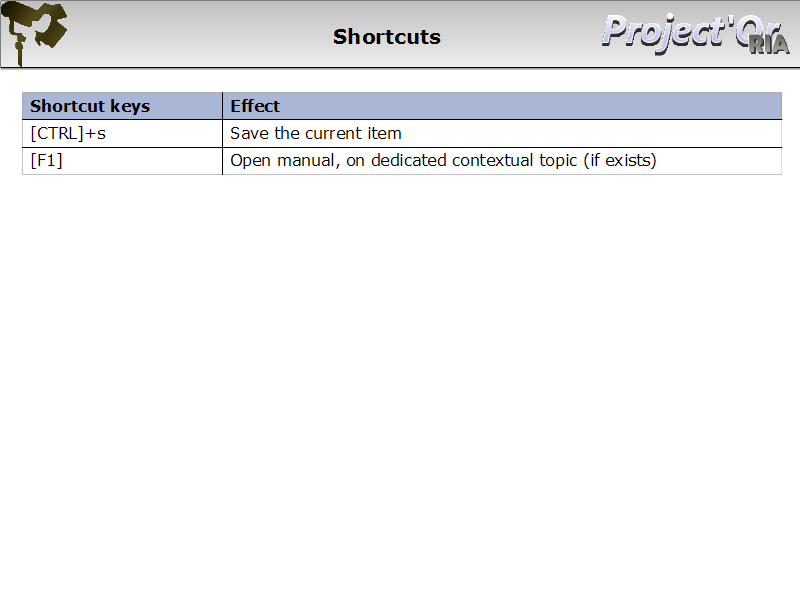 Shortcuts
Project'Or
RIA
Shortcut keys Effect
[CTRL]+s Save the current item
[F1] Open manual, on dedicated contextual topic (if exists)